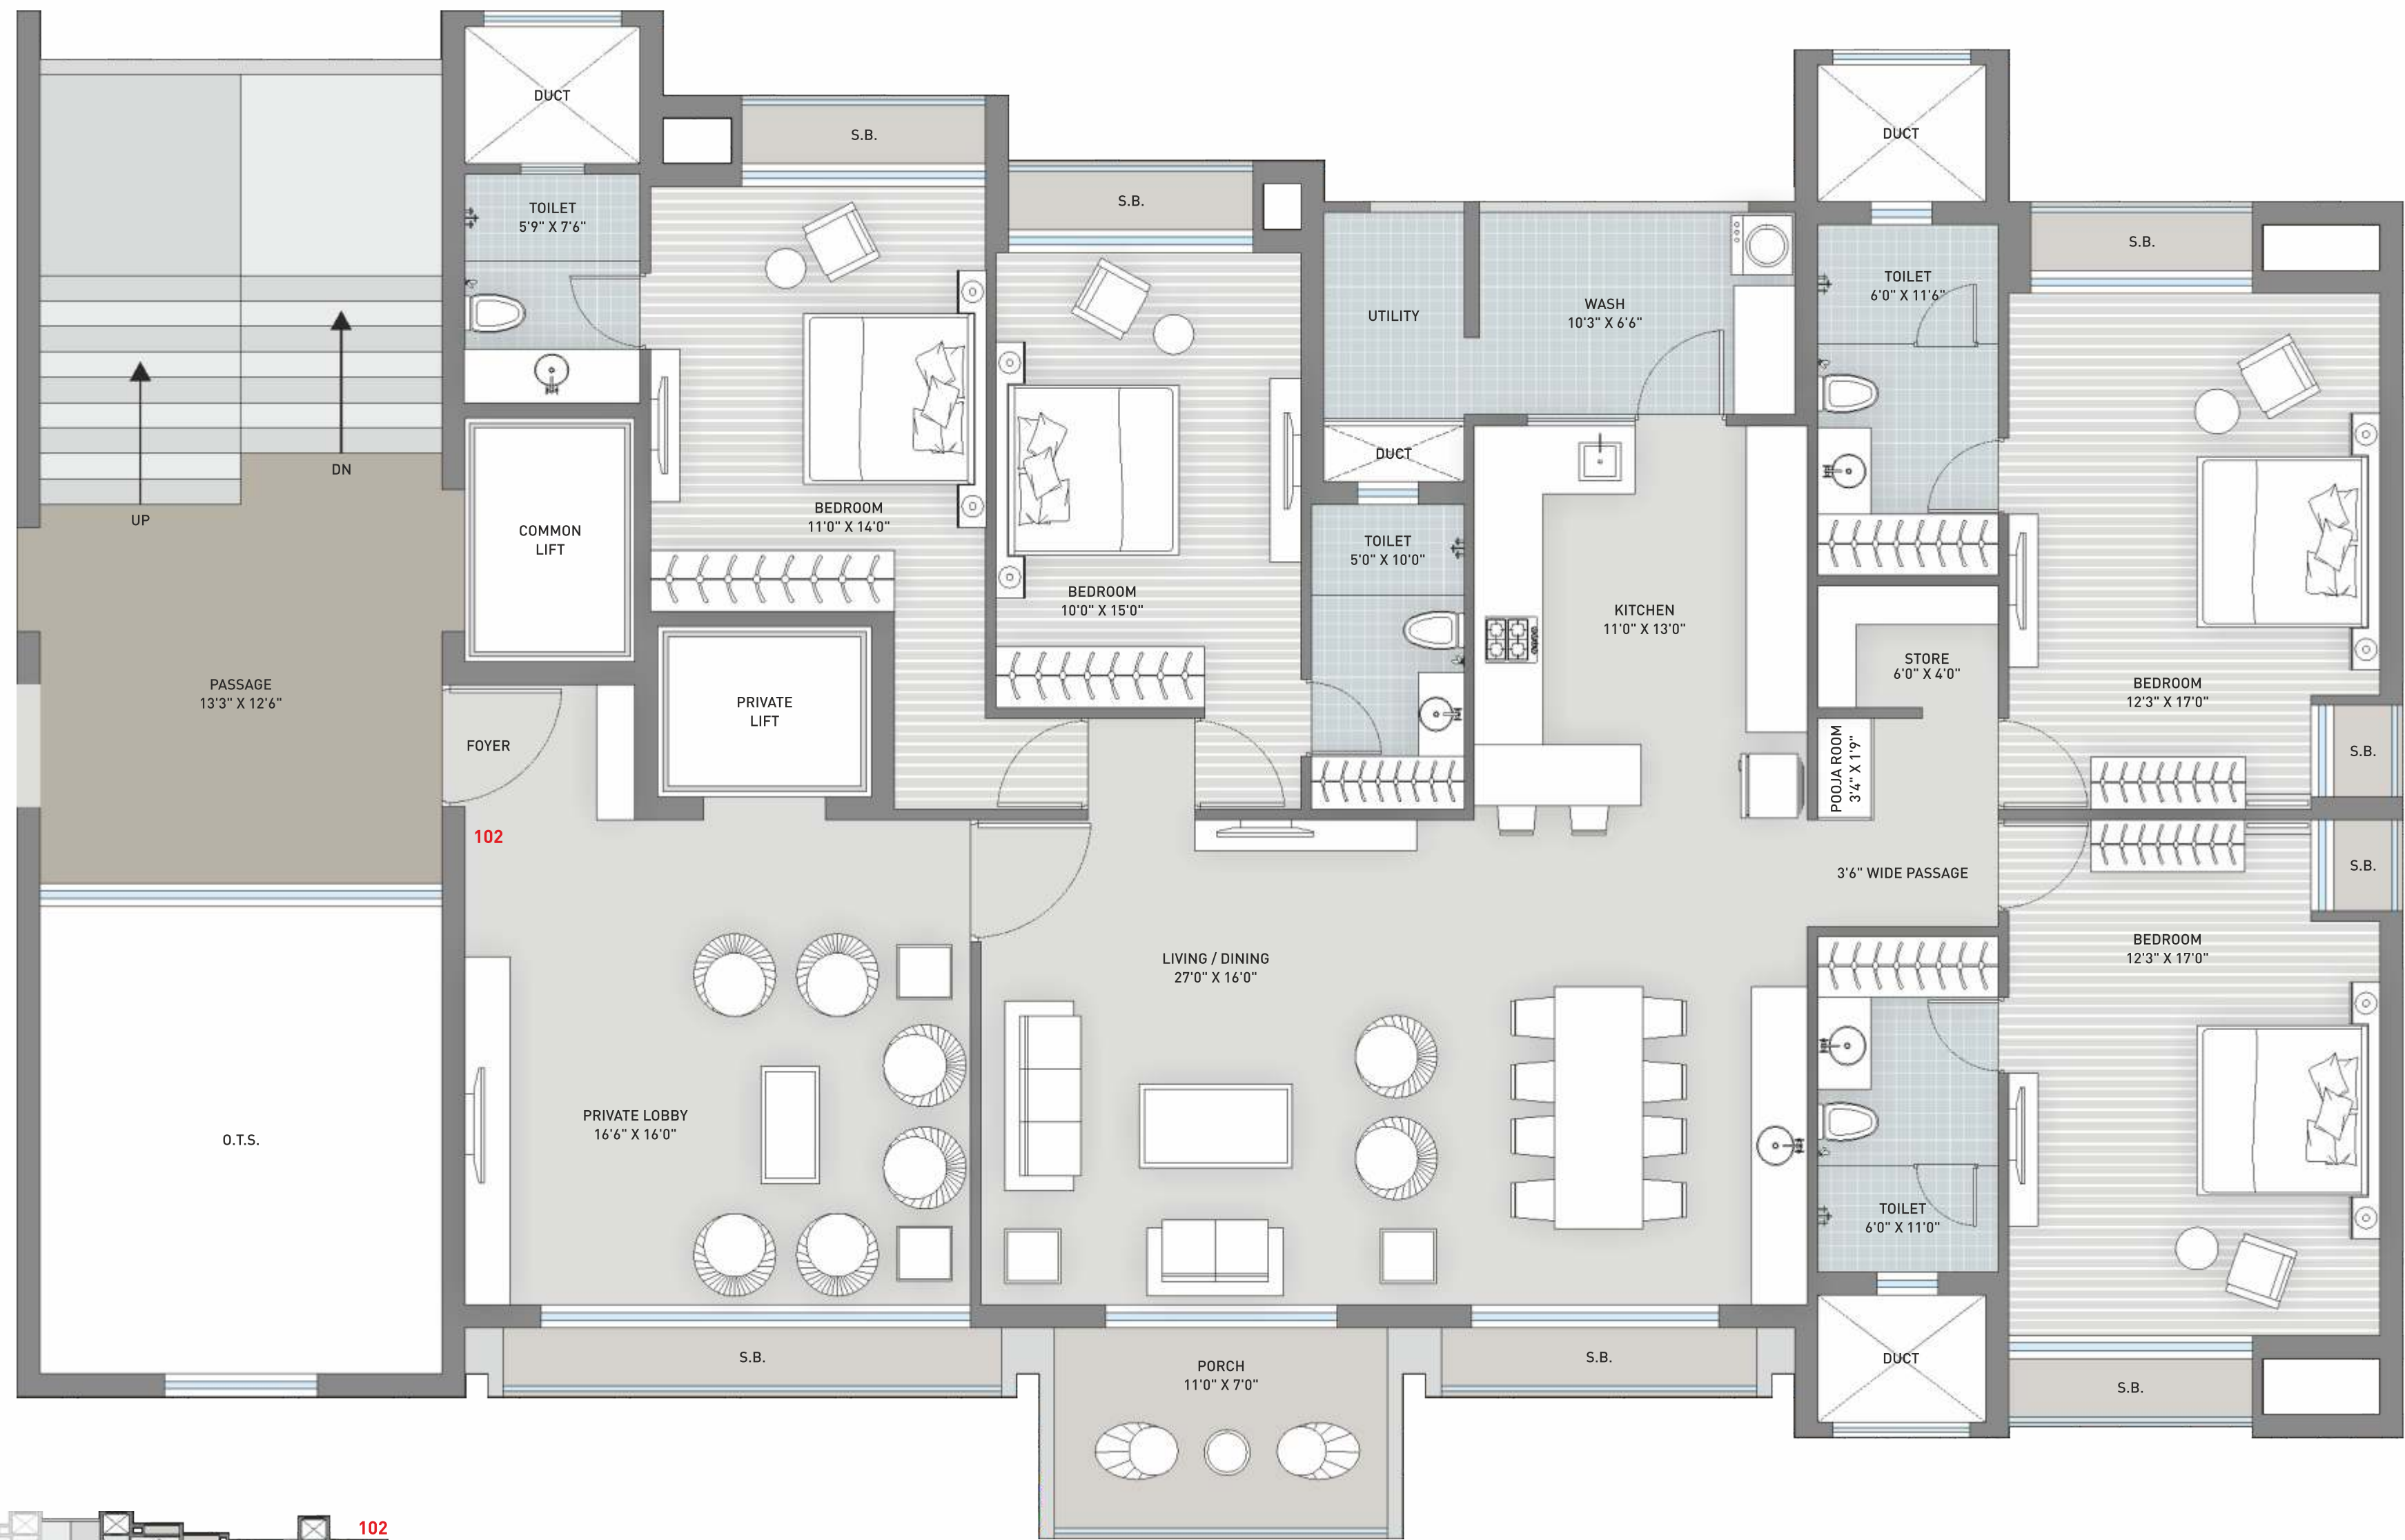 DUCT
S.B.
DUCT
TOILET
5'9" X 7'6"
S.B.
S.B.
UTILITY
WASH
10'3" X 6'6"
TOILET
6'0" X 11'6"
DUCT
DN
UP
COMMON
LIFT
BEDROOM
11'0" X 14'0"
BEDROOM
10'0" X 15'0"
TOILET
5'0" X 10'0"
KITCHEN
11'0" X 13'0"
STORE
6'0" X 4'0"
BEDROOM
12'3" X 17'0"
PASSAGE
13'3" X 12'6"
PRIVATE
LIFT
FOYER
POOJA ROOM
3'4" X 1'9"
S.B.
102
3'6" WIDE PASSAGE
S.B.
LIVING / DINING
27'0" X 16'0"
BEDROOM
12'3" X 17'0"
PRIVATE LOBBY
16'6" X 16'0"
O.T.S.
TOILET
6'0" X 11'0"
S.B.
PORCH
11'0" X 7'0"
S.B.
DUCT
S.B.
102